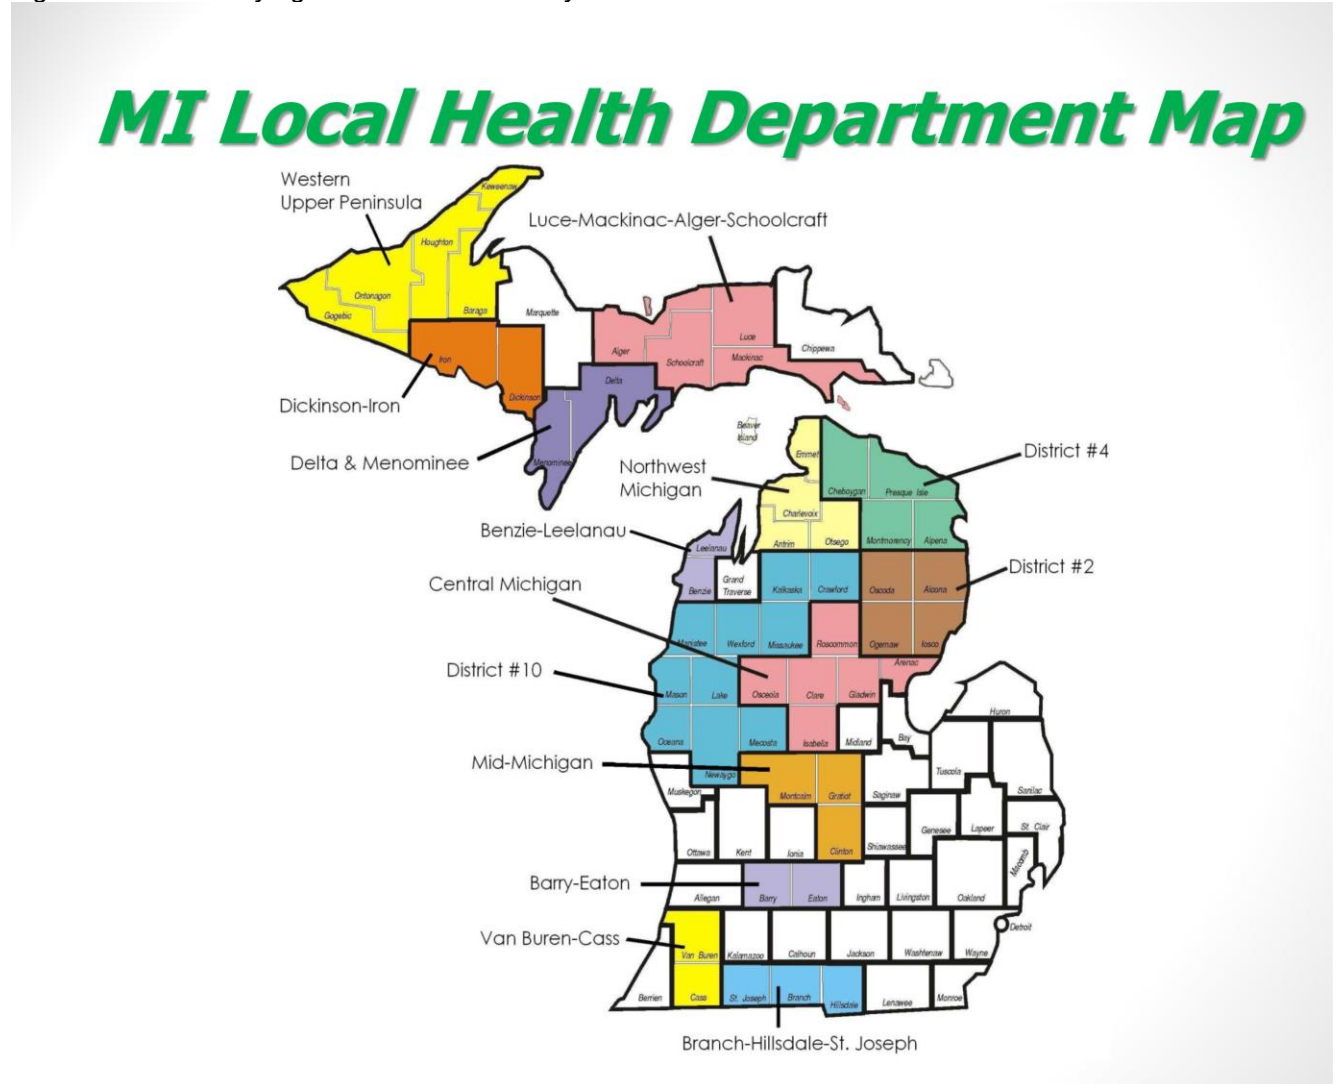 MI Local Health Department Map
Western
Upper Peninsula
Keweenaw
Luce-Mackinac-Alger-Schoolcraft
Houghton
Ontonagon
Gogebic
Baraga
Marquette
Iron
Alger
Schoolcraft
Luce
Mackinac
Chippewa
Dickinson
Delta
Dickinson-Iron
Menominee
Delta & Menominee
Beaver
Island
Emmet
District #4
Northwest
Michigan
Cheboygan
Presque Isle
Charlevoix
Antrim
Otsego
Montmorency
Alpena
Benzie-Leelanau
Leelanau
District #2
Central Michigan
Benzie
Grand
Traverse
Kalkaska
Crawford
Oscoda
Alcona
Manistee
Wexford
Missaukee
Roscommon
Ogemaw
Iosco
Arenac
District #10
Mason
Lake
Osceola
Clare
Gladwin
Huron
Oceana
Mecosta
Isabella
Midland
Bay
Mid-Michigan
Newaygo
Tuscola
Muskegon
Montcalm
Gratiot
Saginaw
Sanilac
Genesee
Lapeer
St. Clair
Ottawa
Kent
Ionia
Clinton
Shiawassee
Macomb
Barry-Eaton
Allegan
Barry
Eaton
Ingham
Livingston
Oakland
Detroit
Van Buren-Cass
Van Buren
Kalamazoo
Calhoun
Jackson
Washtenaw
Wayne
Berrien
Cass
St. Joseph
Branch
Hillsdale
Lenawee
Monroe
Branch-Hillsdale-St. Joseph